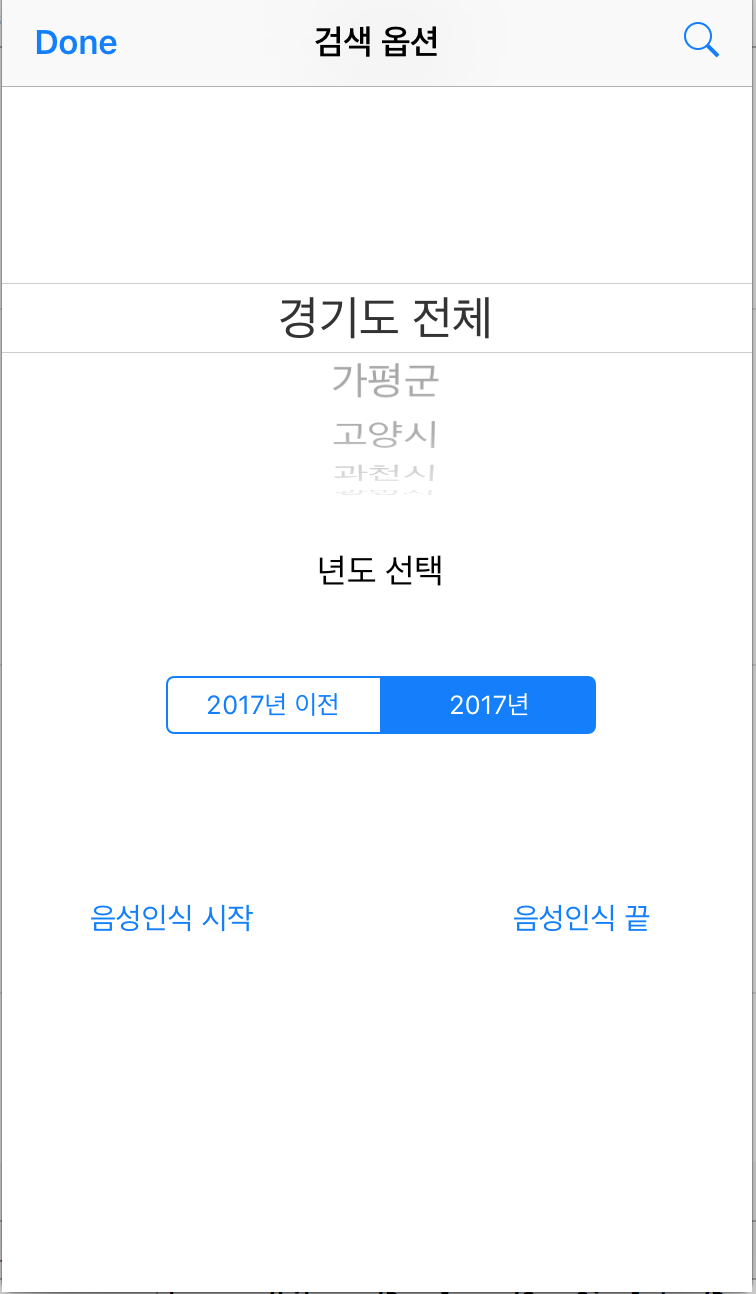 Done 검색 옵션
경기도 전체
가평군
고양시
과천시
년도 선택
2017년 이전 2017년
음성인식 시작 음성인식 끝